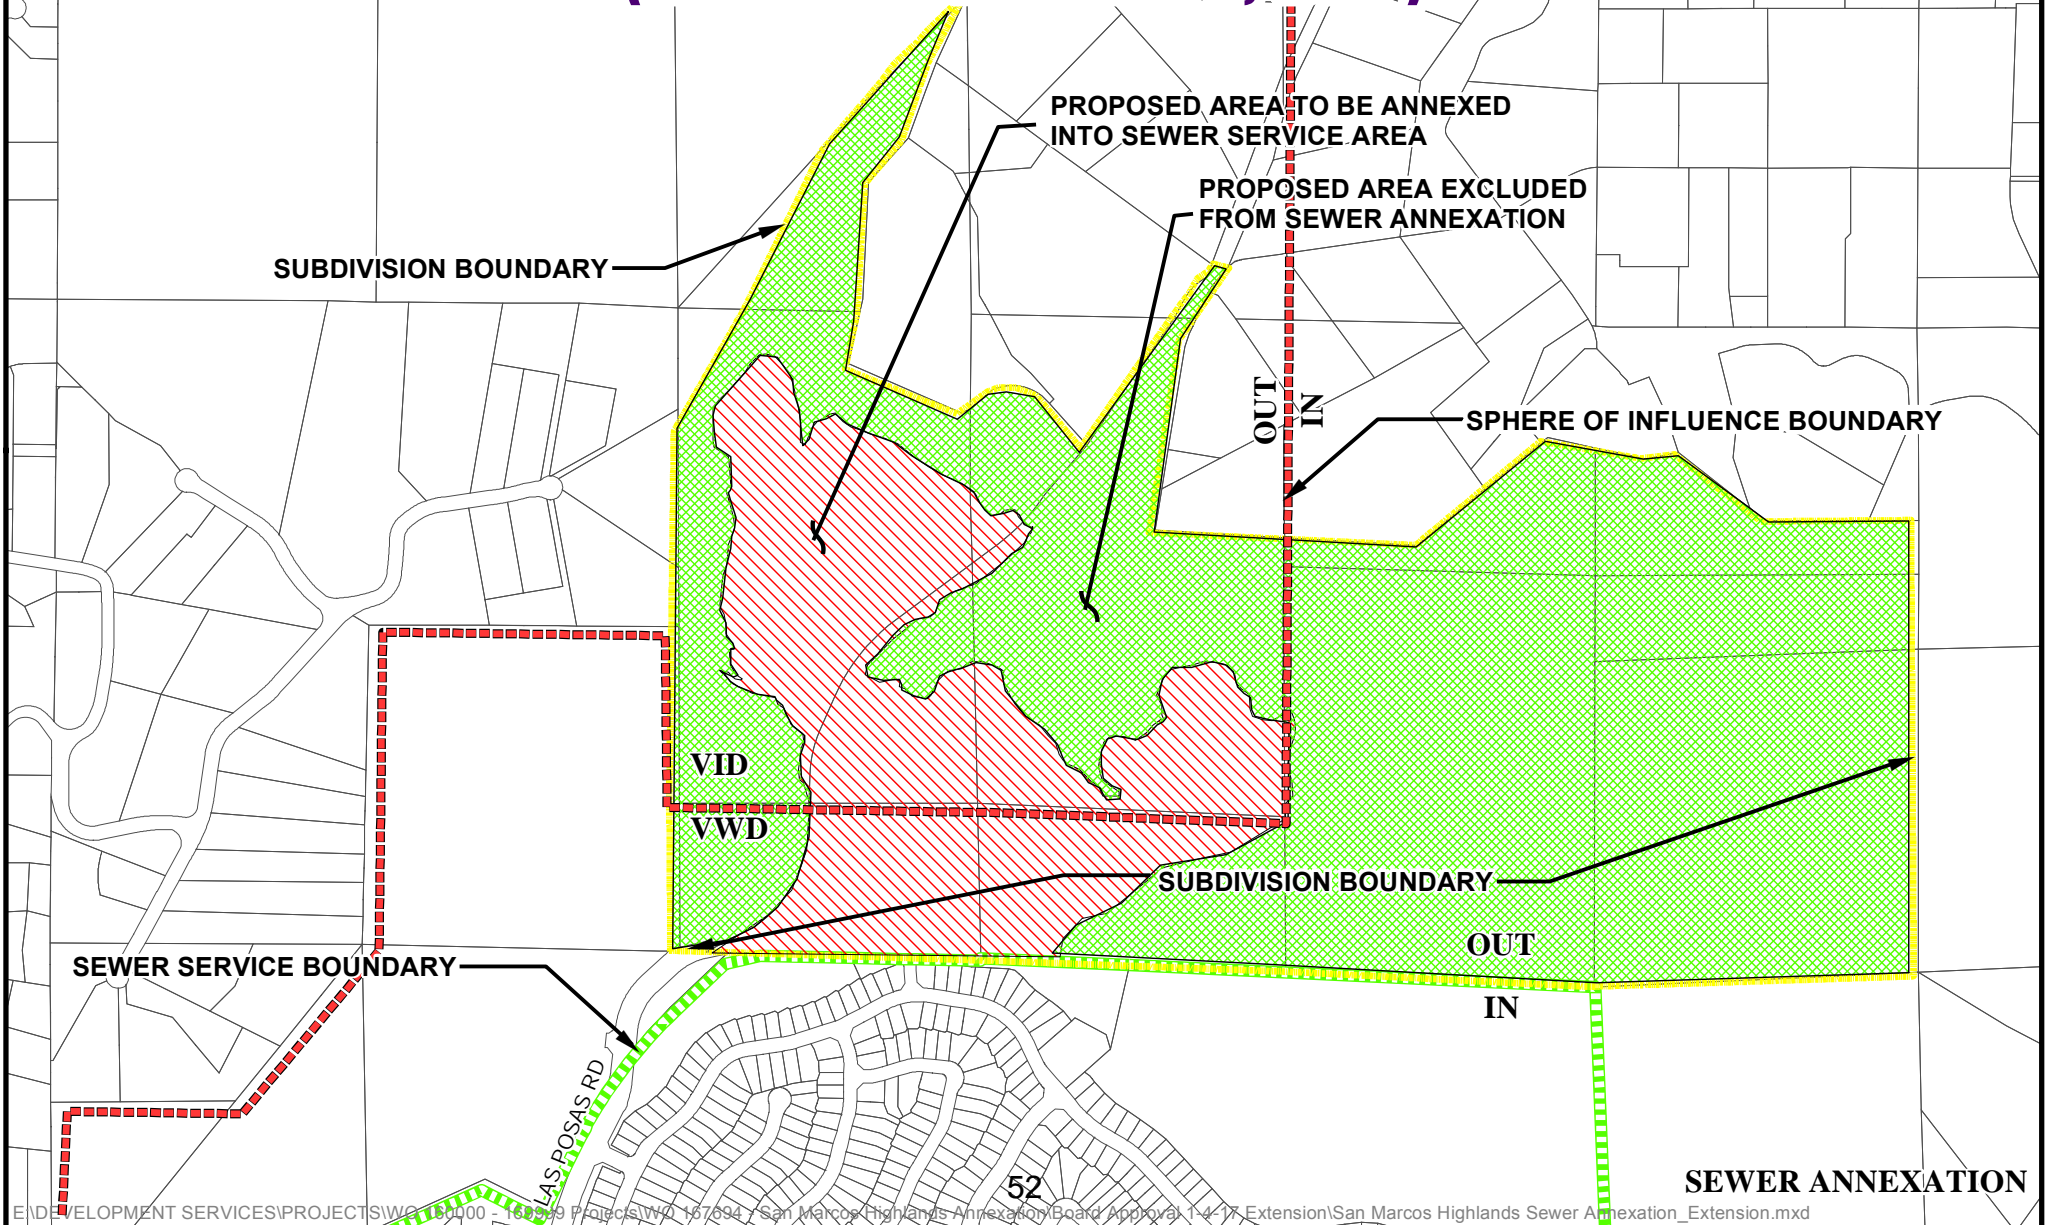 PROPOSED AREA TO BE ANNEXED
INTO SEWER SERVICE AREA
PROPOSED AREA EXCLUDED
FROM SEWER ANNEXATION
SUBDIVISION BOUNDARY
OUT
IN
SPHERE OF INFLUENCE BOUNDARY
VID
VWD
SUBDIVISION BOUNDARY
OUT
SEWER SERVICE BOUNDARY
IN
LAS POSAS RD
52
SEWER ANNEXATION
E:\DEVELOPMENT SERVICES\PROJECTS\WO 160000 - 168999 Projects\WO 167694 - San Marcos Highlands Annexation\Board Approval 1-4-17 Extension\San Marcos Highlands Sewer Annexation_Extension.mxd